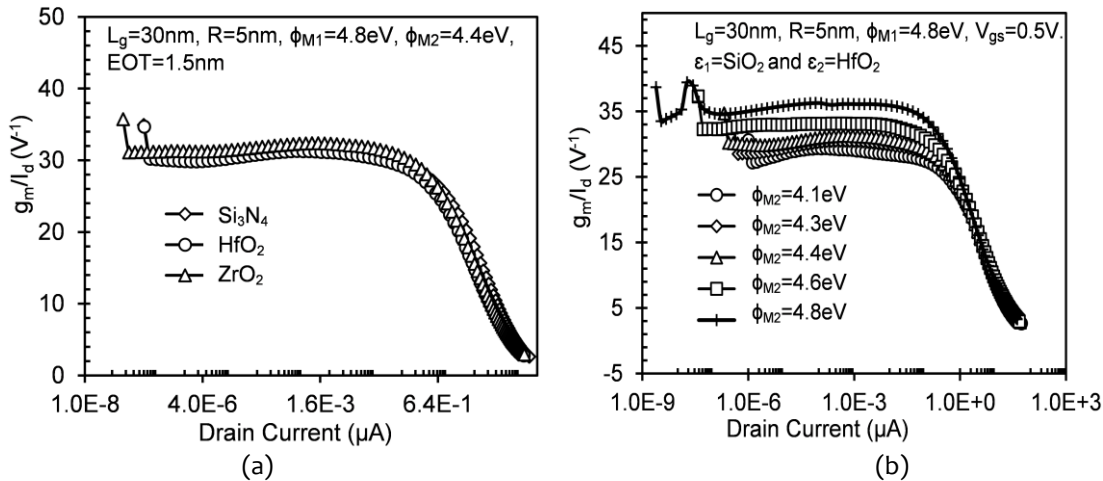 50
40
30
20
10
0
g_m/I_d (V⁻¹)
L_g=30nm, R=5nm, ϕ_M1=4.8eV, ϕ_M2=4.4eV,
EOT=1.5nm
Si₃N₄
HfO₂
ZrO₂
1.0E-8 4.0E-6 1.6E-3 6.4E-1
Drain Current (µA)
(a)
45
35
25
15
5
-5
g_m/I_d (V⁻¹)
L_g=30nm, R=5nm, ϕ_M1=4.8eV, V_gs=0.5V.
ε₁=SiO₂ and ε₂=HfO₂
ϕ_M2=4.1eV
ϕ_M2=4.3eV
ϕ_M2=4.4eV
ϕ_M2=4.6eV
ϕ_M2=4.8eV
1.0E-9 1.0E-6 1.0E-3 1.0E+0 1.0E+3
Drain Current (µA)
(b)